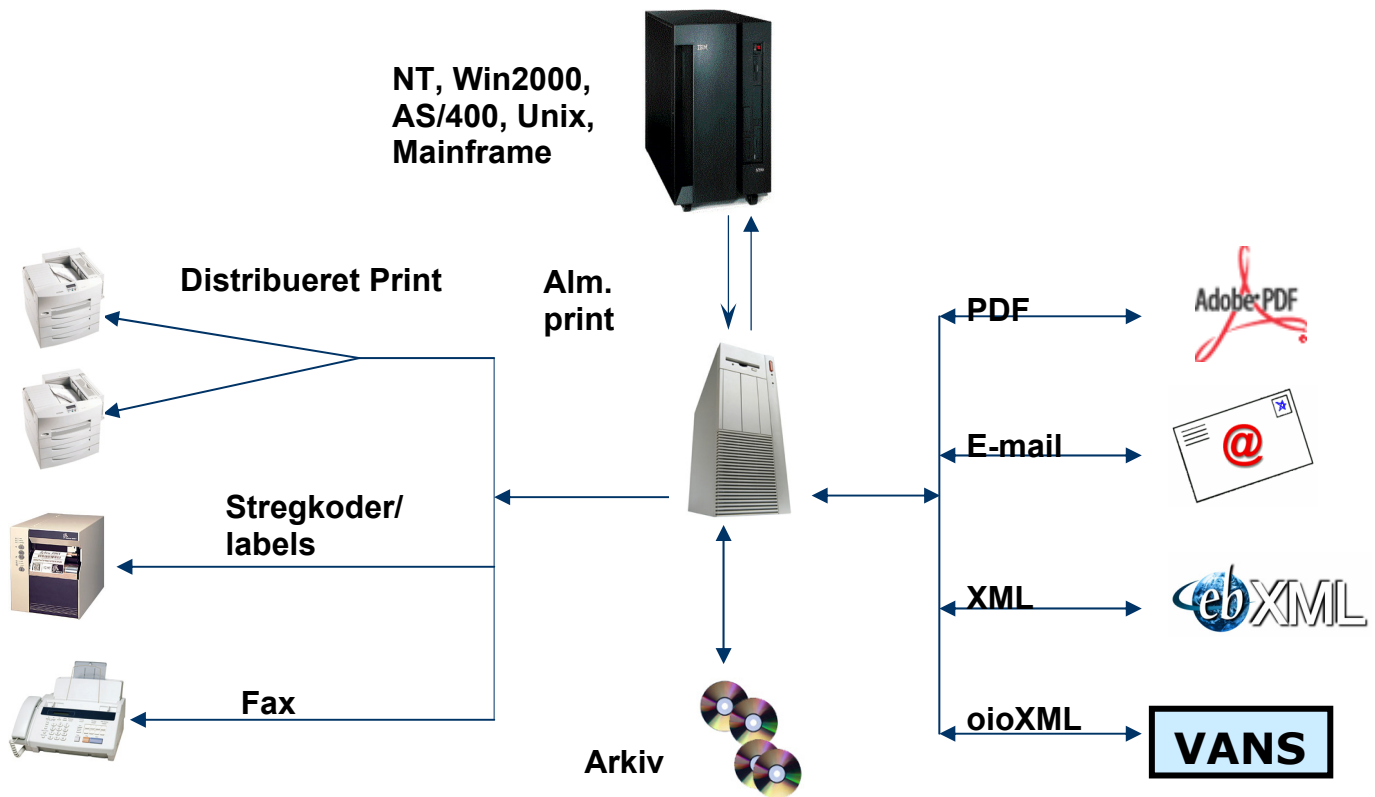 NT, Win2000,
AS/400, Unix,
Mainframe
IBM
Distribueret Print
Alm.
print
PDF
Adobe PDF
E-mail
@
Stregkoder/
labels
XML
ebXML
Fax
oioXML
VANS
Arkiv